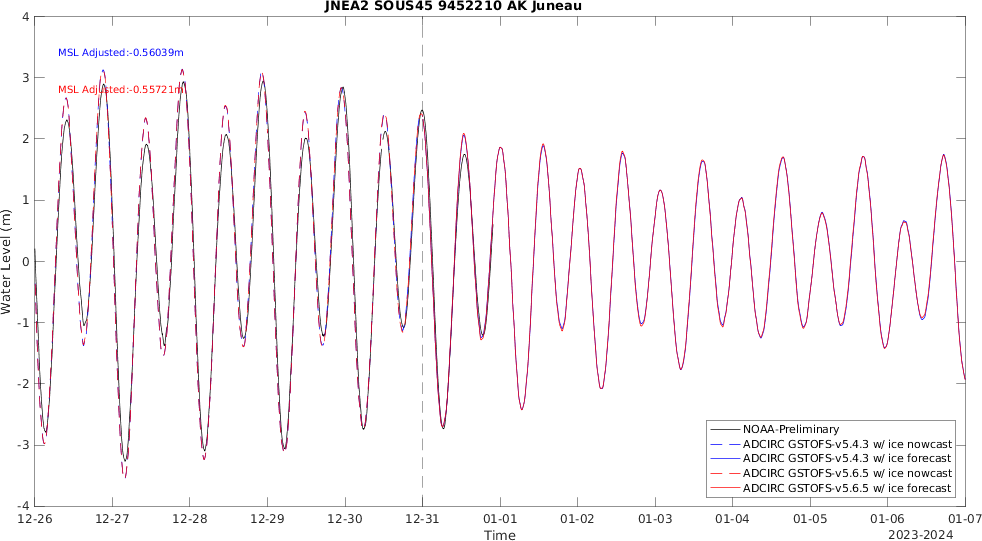 JNEA2 SOUS45 9452210 AK Juneau
MSL Adjusted:-0.56039m
MSL Adjusted:-0.55721m
Water Level (m)
4
3
2
1
0
-1
-2
-3
-4
NOAA-Preliminary
ADCIRC GSTOFS-v5.4.3 w/ ice nowcast
ADCIRC GSTOFS-v5.4.3 w/ ice forecast
ADCIRC GSTOFS-v5.6.5 w/ ice nowcast
ADCIRC GSTOFS-v5.6.5 w/ ice forecast
12-26 12-27 12-28 12-29 12-30 12-31 01-01 01-02 01-03 01-04 01-05 01-06 01-07
Time
2023-2024